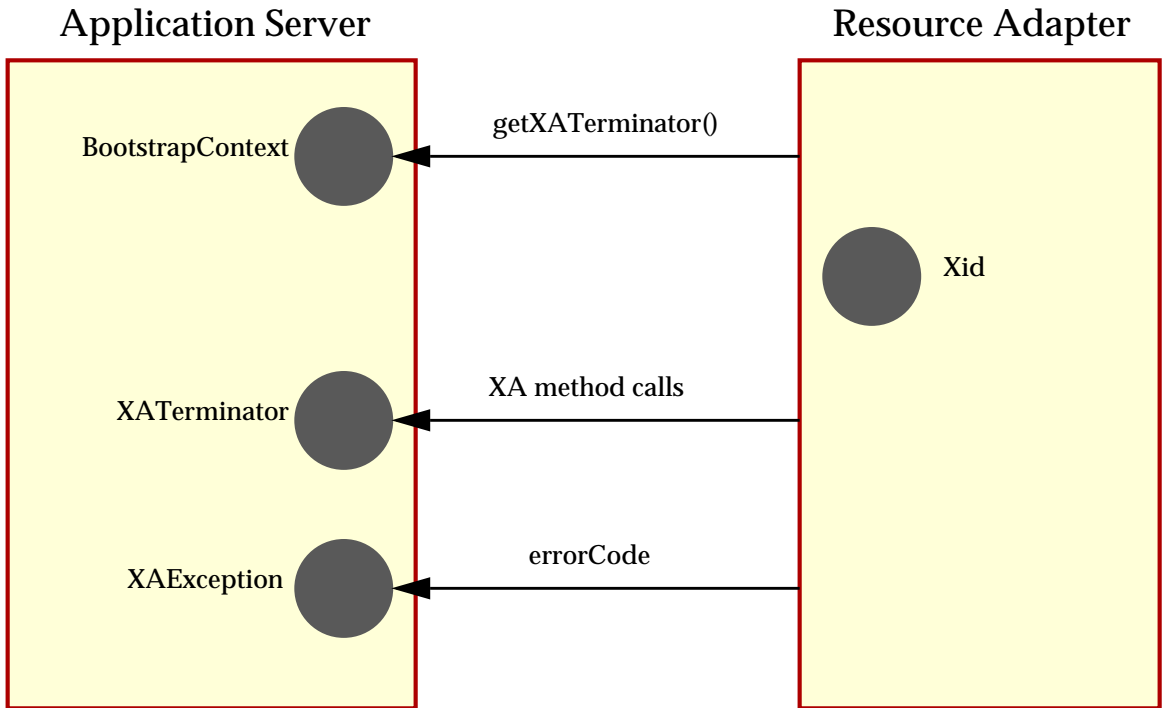 Application Server
Resource Adapter
getXATerminator()
BootstrapContext
Xid
XA method calls
XATerminator
errorCode
XAException